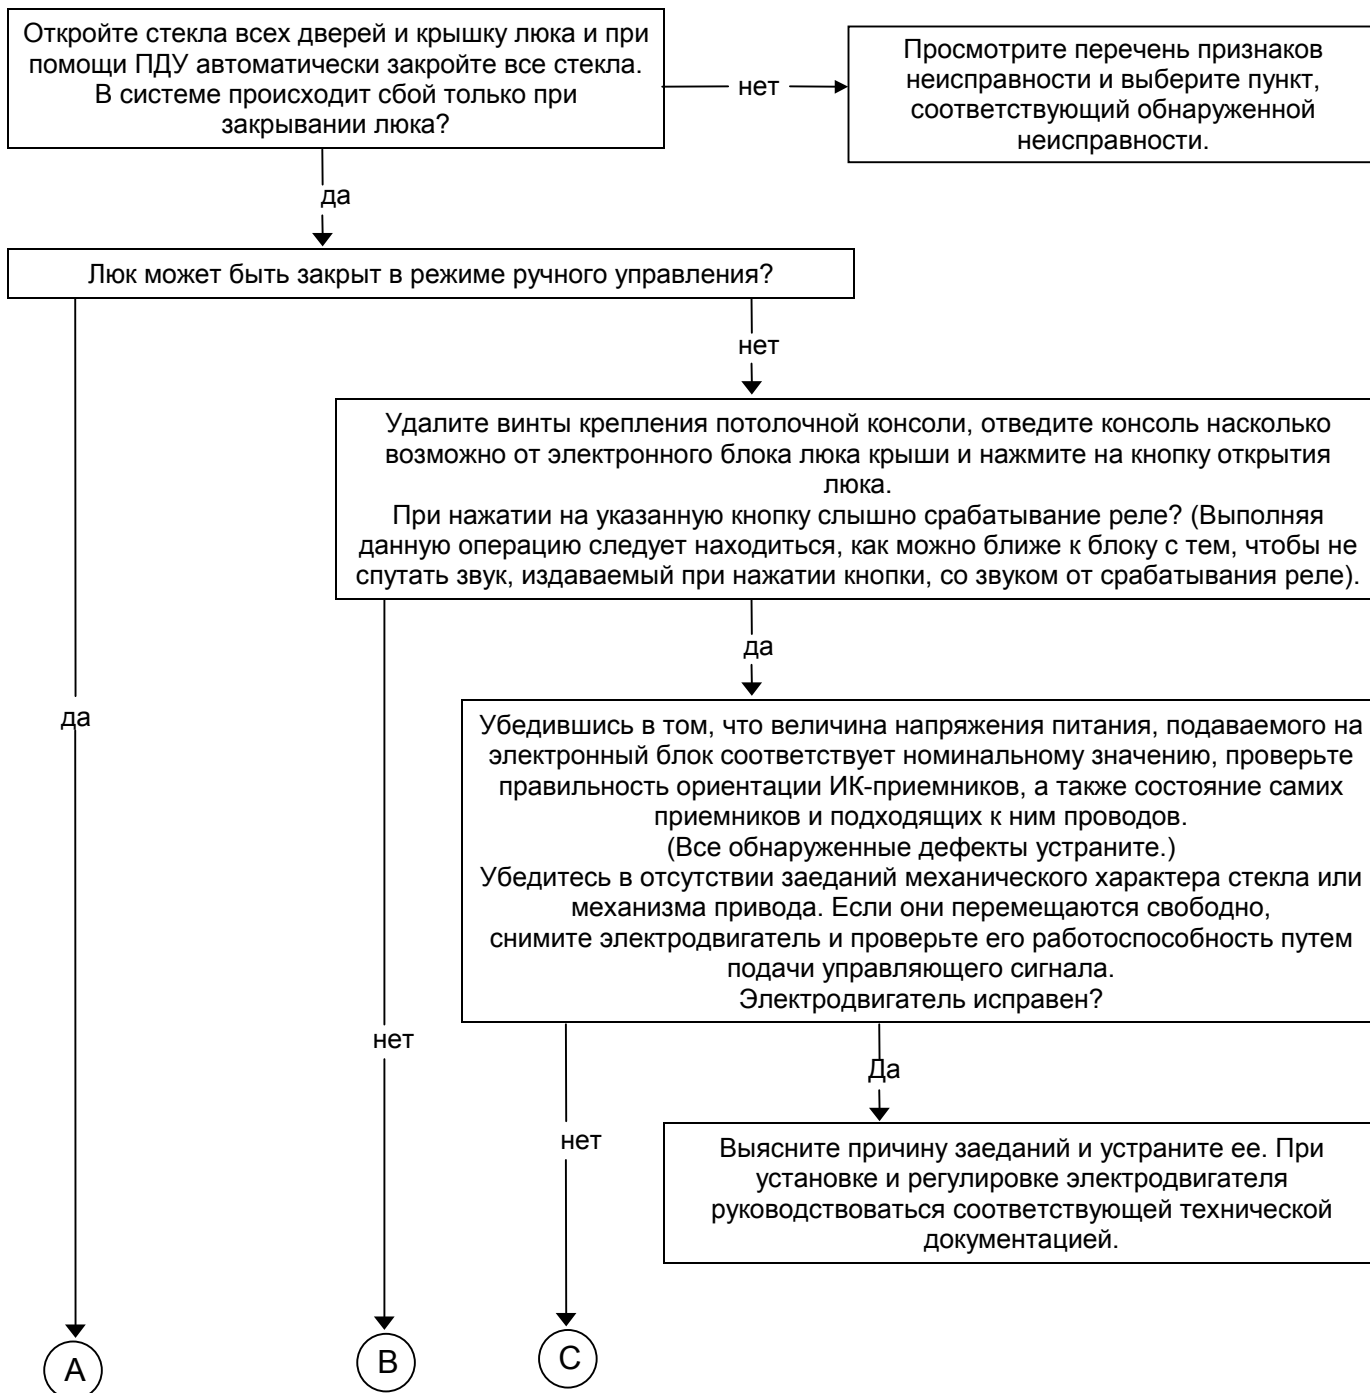 Откройте стекла всех дверей и крышку люка и при
помощи ПДУ автоматически закройте все стекла.
В системе происходит сбой только при
закрывании люка?
нет
Просмотрите перечень признаков
неисправности и выберите пункт,
соответствующий обнаруженной
неисправности.
да
Люк может быть закрыт в режиме ручного управления?
нет
Удалите винты крепления потолочной консоли, отведите консоль насколько
возможно от электронного блока люка крыши и нажмите на кнопку открытия
люка.
При нажатии на указанную кнопку слышно срабатывание реле? (Выполняя
данную операцию следует находиться, как можно ближе к блоку с тем, чтобы не
спутать звук, издаваемый при нажатии кнопки, со звуком от срабатывания реле).
да
да
Убедившись в том, что величина напряжения питания, подаваемого на
электронный блок соответствует номинальному значению, проверьте
правильность ориентации ИК-приемников, а также состояние самих
приемников и подходящих к ним проводов.
(Все обнаруженные дефекты устраните.)
Убедитесь в отсутствии заеданий механического характера стекла или
механизма привода. Если они перемещаются свободно,
снимите электродвигатель и проверьте его работоспособность путем
подачи управляющего сигнала.
Электродвигатель исправен?
нет
Да
нет
Выясните причину заеданий и устраните ее. При
установке и регулировке электродвигателя
руководствоваться соответствующей технической
документацией.
A
B
C